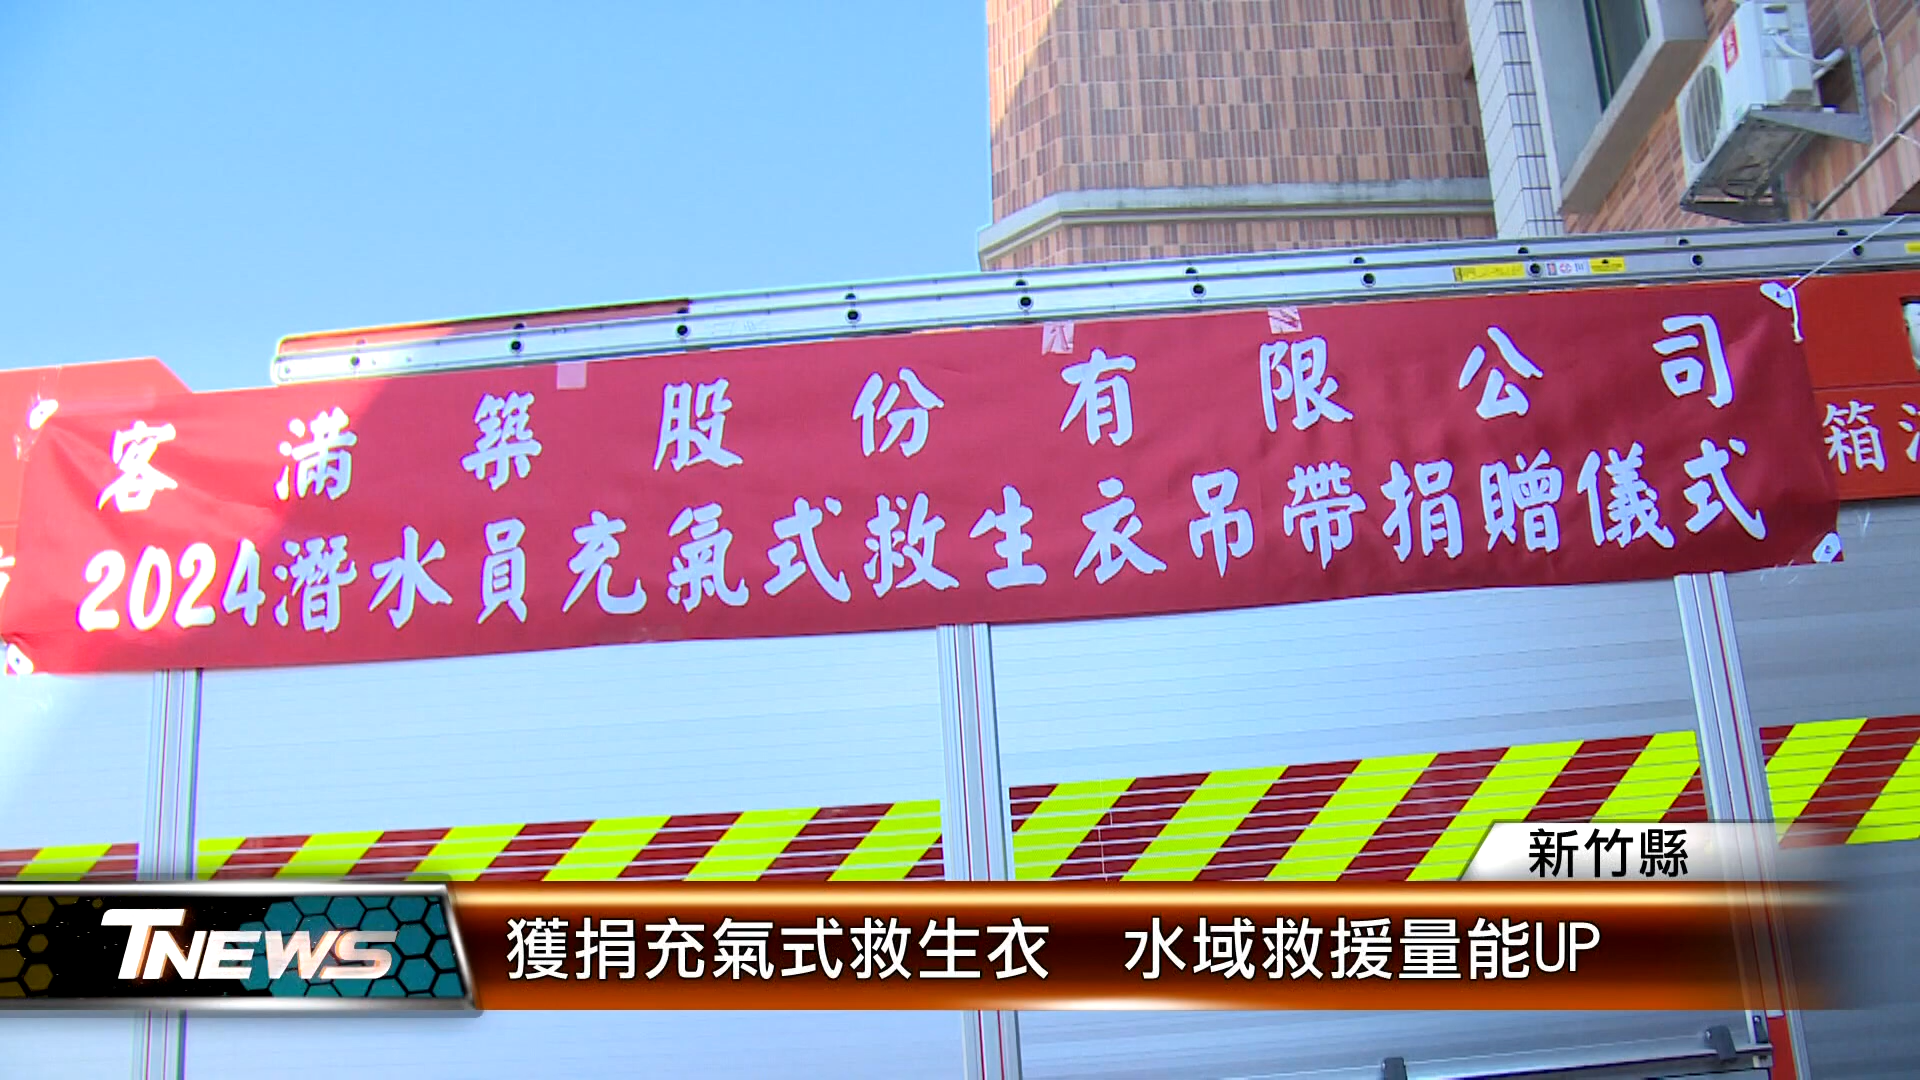 客滿築股份有限公司
2024潛水員充氣式救生衣吊帶捐贈儀式
箱
新竹縣
TNEWS
獲捐充氣式救生衣　水域救援量能UP